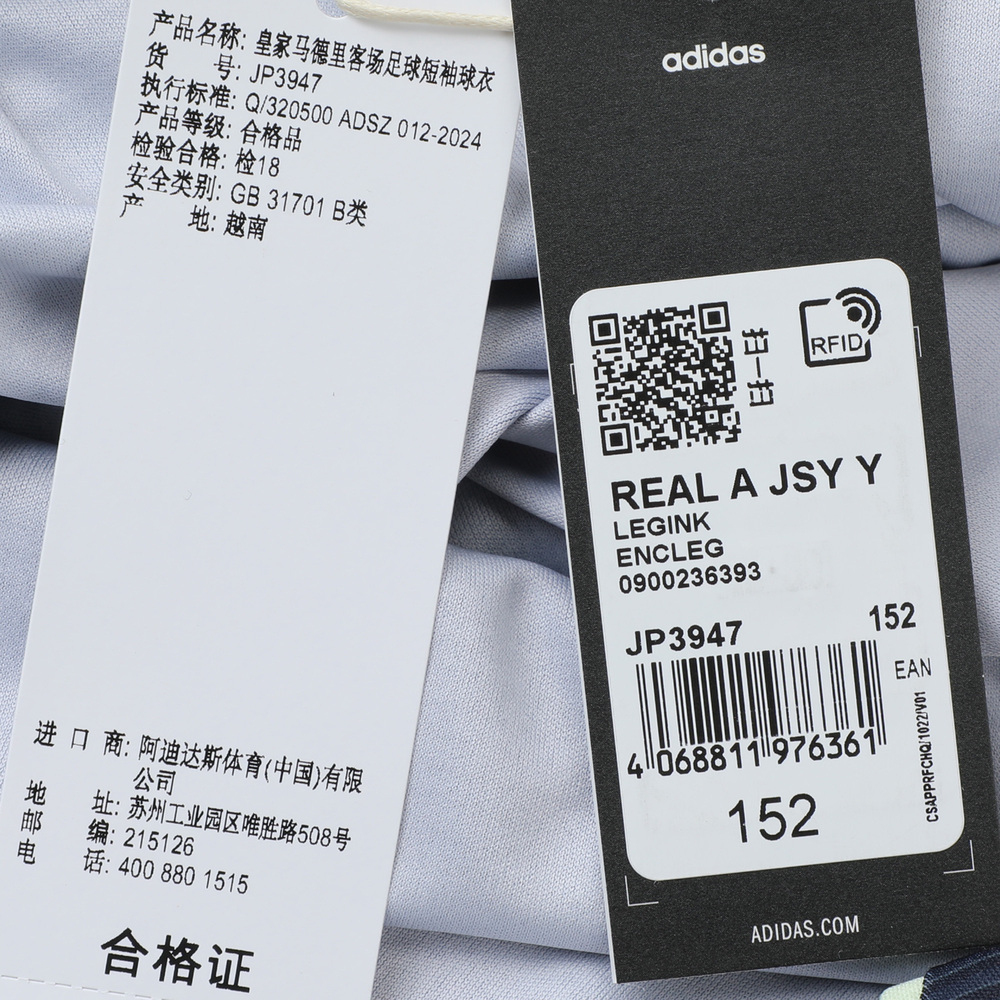 产品名称: 皇家马德里客场足球短袖球衣
货 号: JP3947
执行标准: Q/320500 ADSZ 012-2024
产品等级: 合格品
检验合格: 检18
安全类别: GB 31701 B类
产 地: 越南
进 口 商: 阿迪达斯体育(中国)有限
公司
地 址: 苏州工业园区唯胜路508号
邮 编: 215126
电 话: 400 880 1515
合格证
adidas
扫一扫
RFID
REAL A JSY Y
LEGINK
ENCLEG
0900236393
JP3947 152
EAN
4 068811 976361
CSAPPRFCHQ/1022/V01
152
ADIDAS.COM